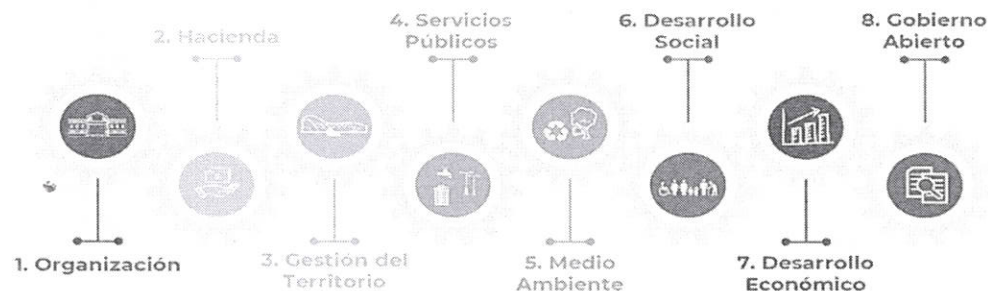 1. Organización
2. Hacienda
3. Gestión del
Territorio
4. Servicios
Públicos
5. Medio
Ambiente
6. Desarrollo
Social
7. Desarrollo
Económico
8. Gobierno
Abierto